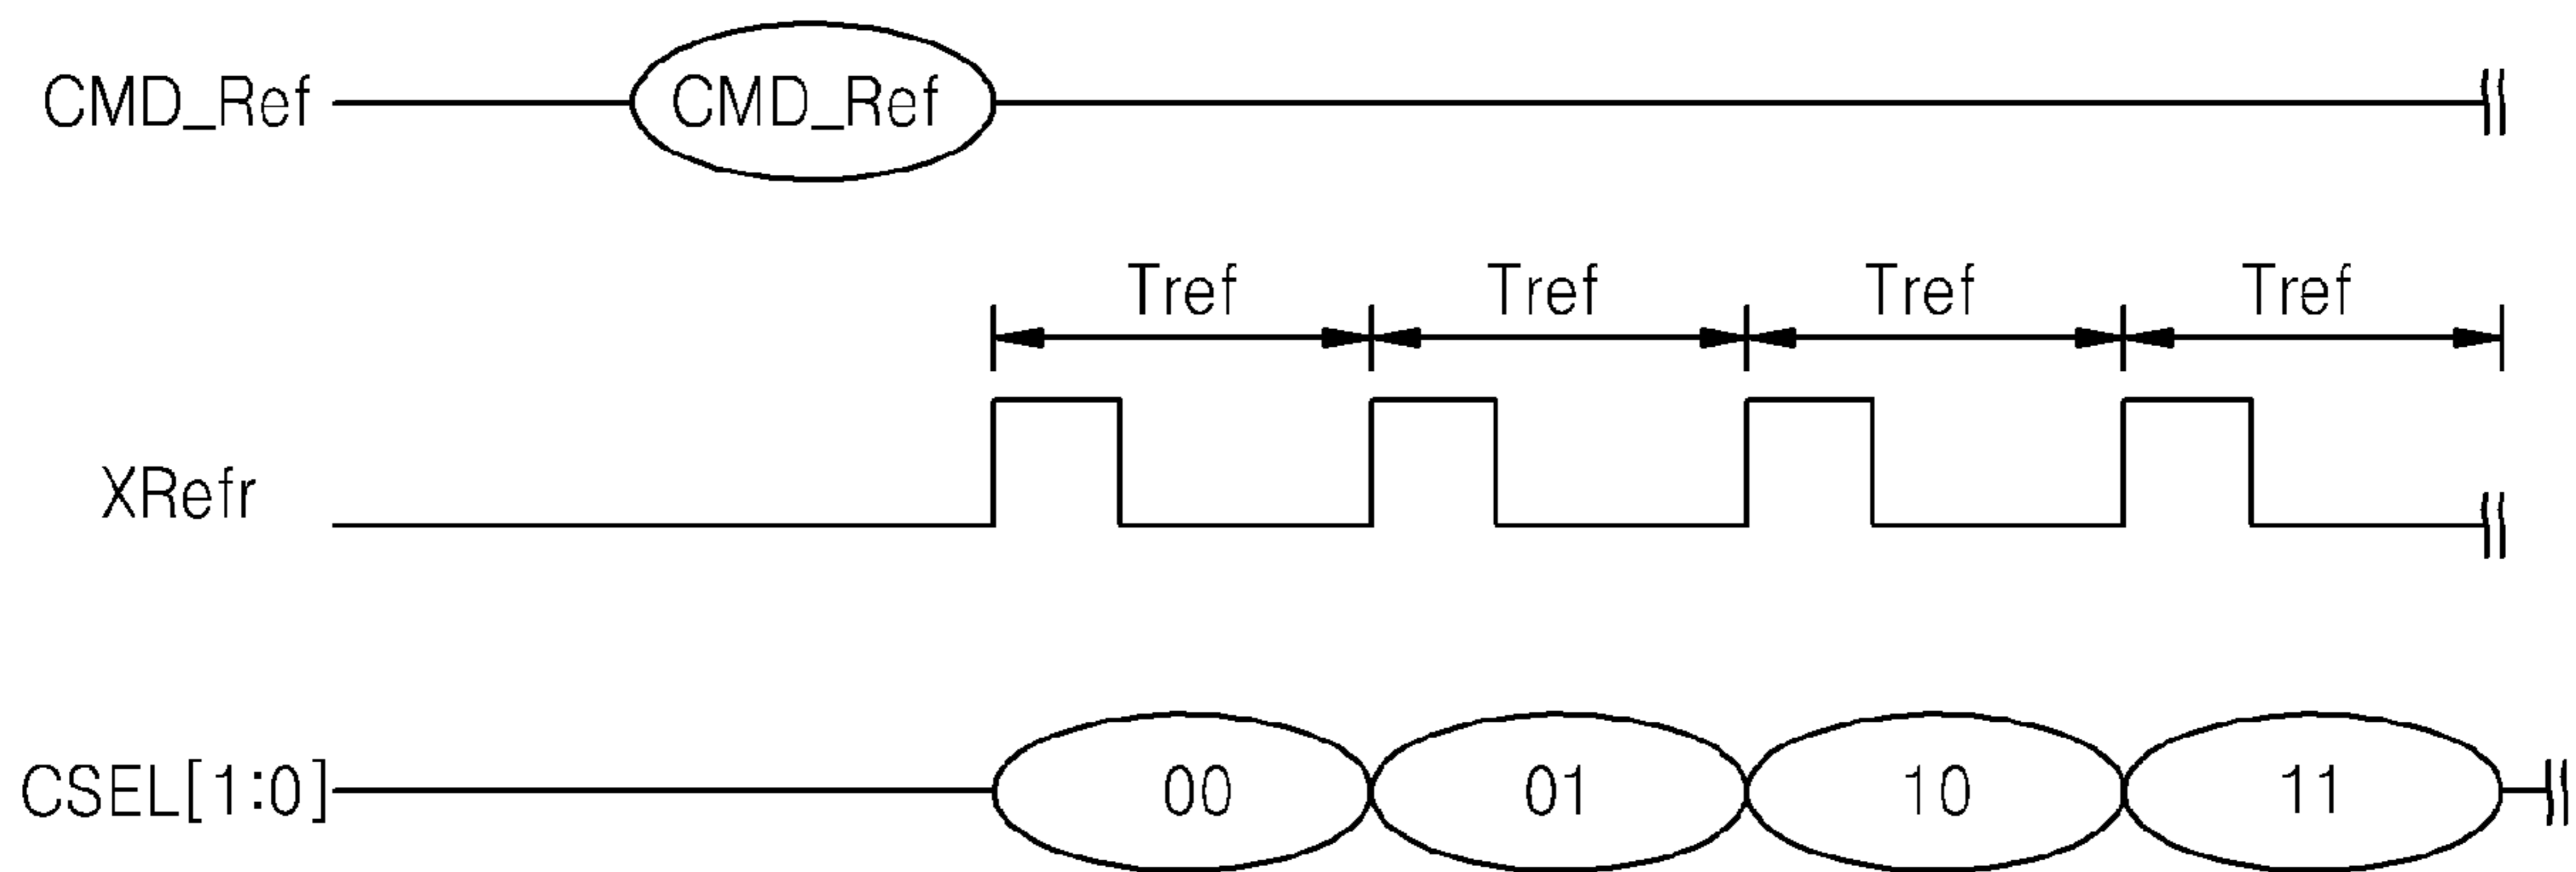 CMD_Ref CMD_Ref
Tref Tref Tref Tref
XRefr
CSEL[1:0] 00 01 10 11